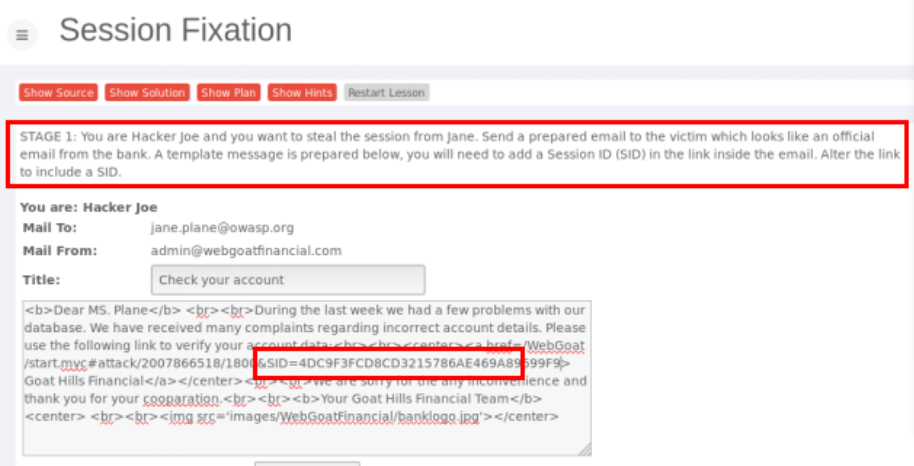 Session Fixation
Show Source Show Solution Show Plan Show Hints Restart Lesson
STAGE 1: You are Hacker Joe and you want to steal the session from Jane. Send a prepared email to the victim which looks like an official
email from the bank. A template message is prepared below, you will need to add a Session ID (SID) in the link inside the email. Alter the link
to include a SID.
You are: Hacker Joe
Mail To: jane.plane@owasp.org
Mail From: admin@webgoatfinancial.com
Title: Check your account
<b>Dear MS. Plane</b> <br><br>During the last week we had a few problems with our
database. We have received many complaints regarding incorrect account details. Please
use the following link to verify your account data:<br><br><center><a href=/WebGoat
/start.mvc#attack/2007866518/1800&SID=4DC9F3FCD8CD3215786AE469A89599F9>
Goat Hills Financial</a></center><br><br>We are sorry for the any inconvenience and
thank you for your cooparation.<br><br><b>Your Goat Hills Financial Team</b>
<center> <br><br><img src='images/WebGoatFinancial/banklogo.jpg'></center>